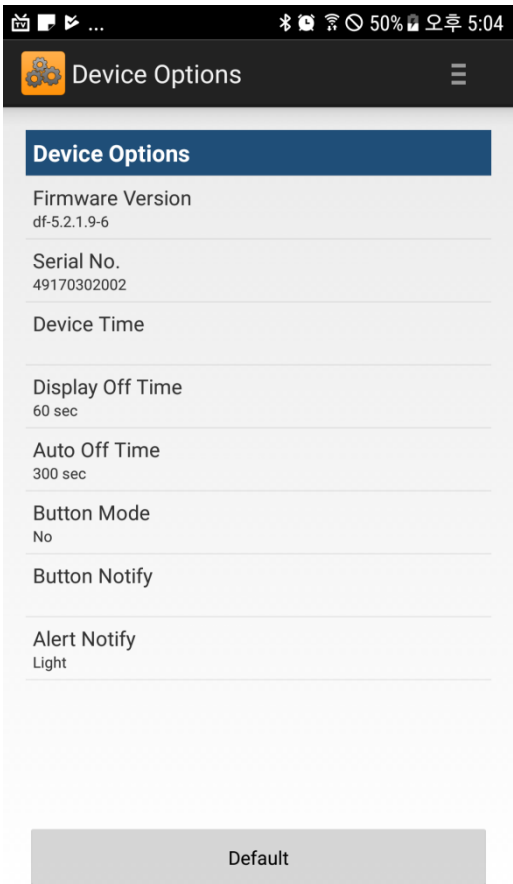 ... 50% 오후 5:04
Device Options
Device Options
Firmware Version
df-5.2.1.9-6
Serial No.
49170302002
Device Time
Display Off Time
60 sec
Auto Off Time
300 sec
Button Mode
No
Button Notify
Alert Notify
Light
Default